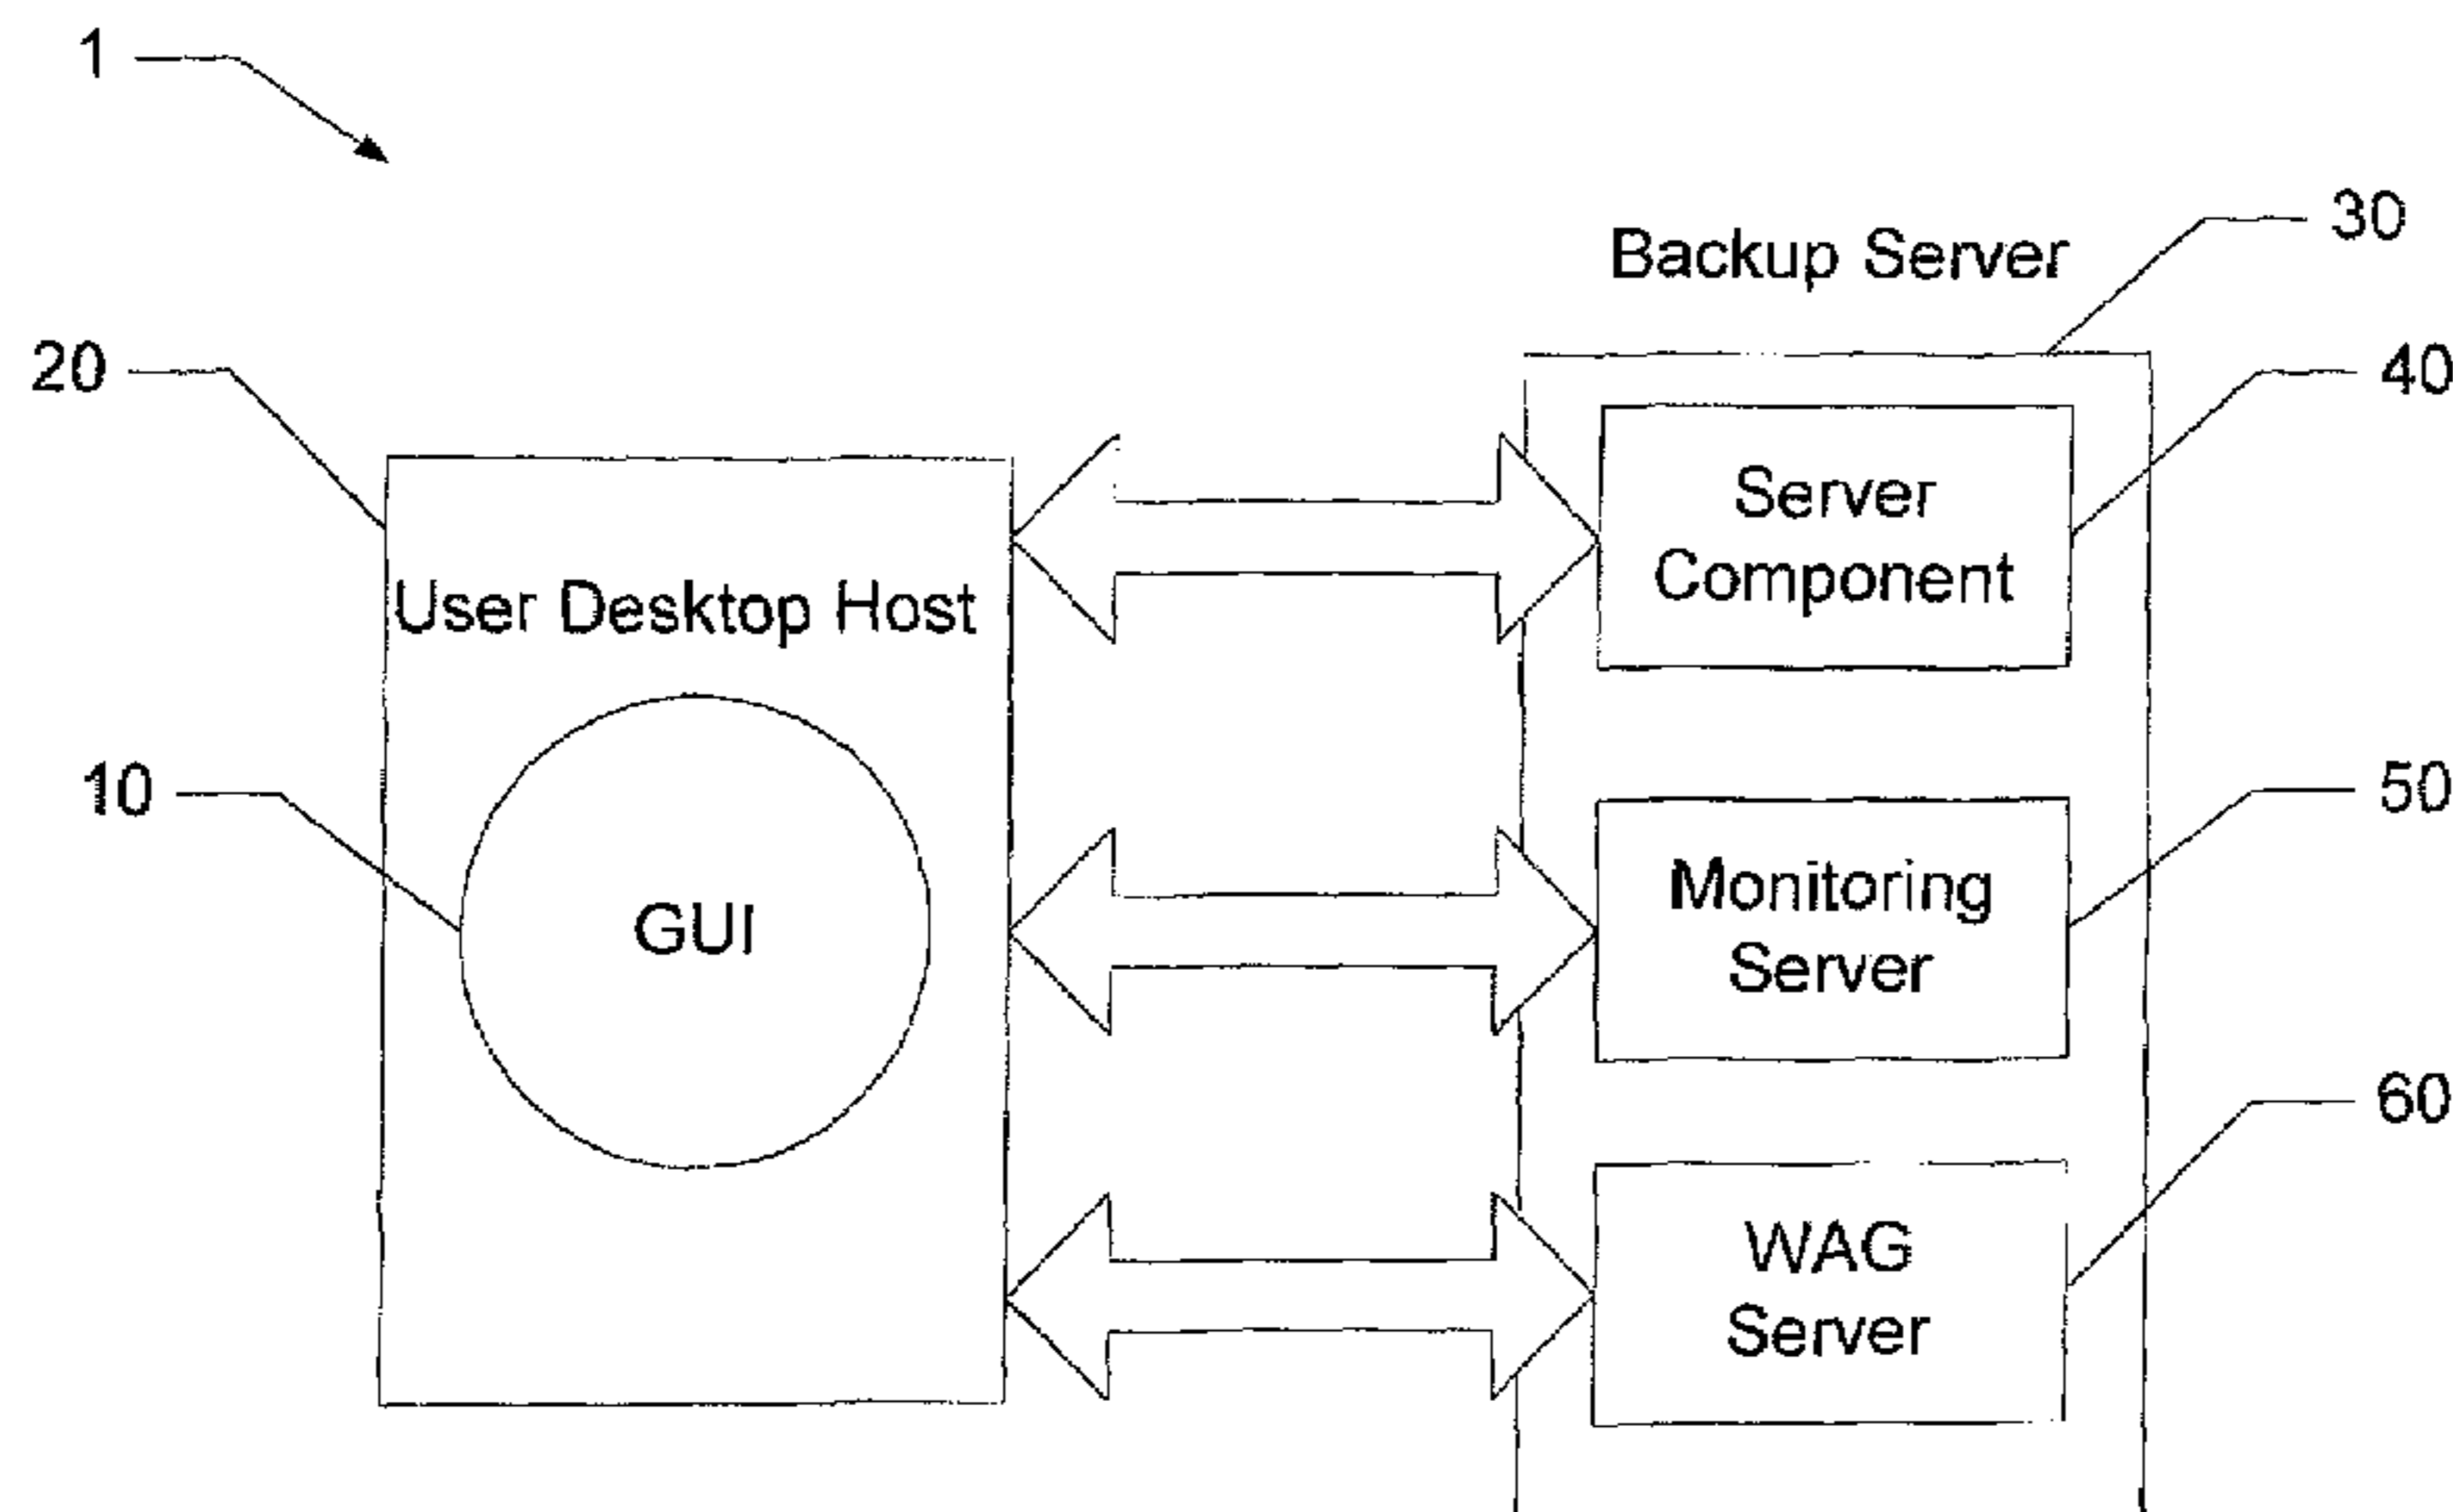 1
30
Backup Server
20
40
Server
Component
User Desktop Host
10
50
GUI
Monitoring
Server
60
WAG
Server